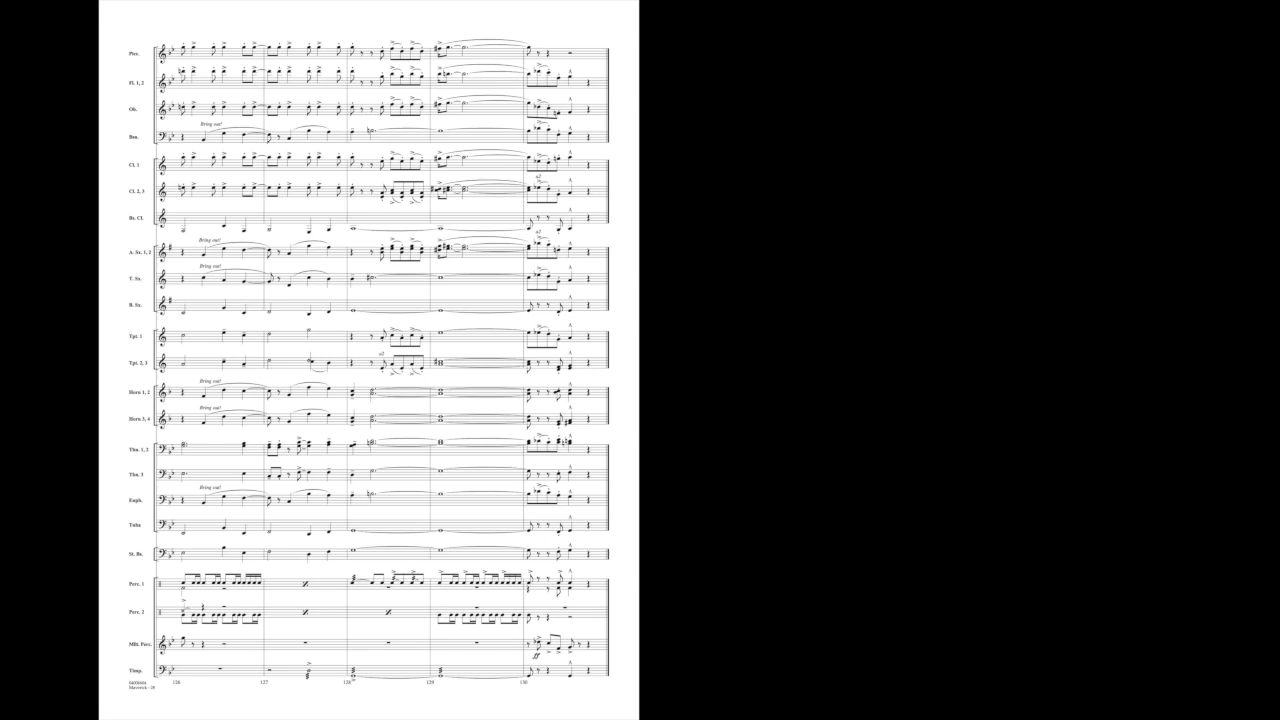 Picc.
Fl. 1, 2
Ob.
Bsn.
Bring out!
Cl. 1
Cl. 2, 3
a2
Bs. Cl.
A. Sx. 1, 2
Bring out!
a2
T. Sx.
Bring out!
B. Sx.
Tpt. 1
Tpt. 2, 3
a2
Horn 1, 2
Bring out!
Horn 3, 4
Bring out!
Tbn. 1, 2
Tbn. 3
Euph.
Bring out!
Tuba
St. Bs.
Perc. 1
Perc. 2
Mlt. Perc.
ff
Timp.
126 127 128 129 130
Maverick - 28